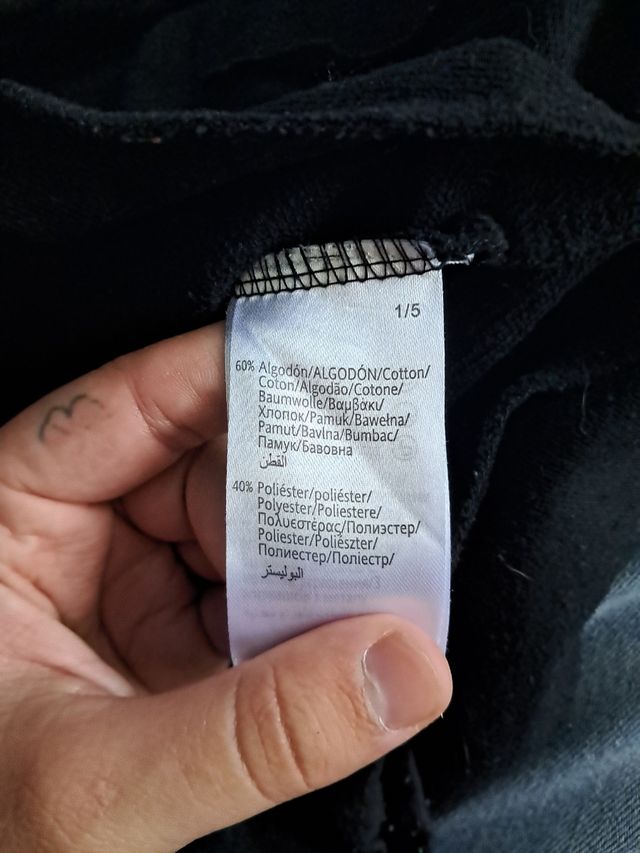 1/5
60% Algodón/ALGODÓN/Cotton/
Coton/Algodão/Cotone/
Baumwolle/Βαμβάκι/
Хлопок/Pamuk/Bawełna/
Pamut/Bavlna/Bumbac/
Памук/Бавовна
القطن
40% Poliéster/poliéster/
Polyester/Poliestere/
Πολυεστέρας/Полиэстер/
Poliester/Poliészter/
Полиестер/Поліестр/
البوليستر